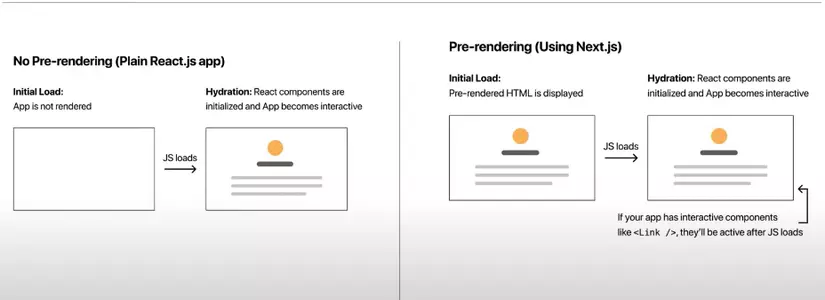 No Pre-rendering (Plain React.js app)
Initial Load:
App is not rendered
Hydration: React components are
initialized and App becomes interactive
JS loads
Pre-rendering (Using Next.js)
Initial Load:
Pre-rendered HTML is displayed
Hydration: React components are
initialized and App becomes interactive
JS loads
If your app has interactive components
like <Link />, they'll be active after JS loads